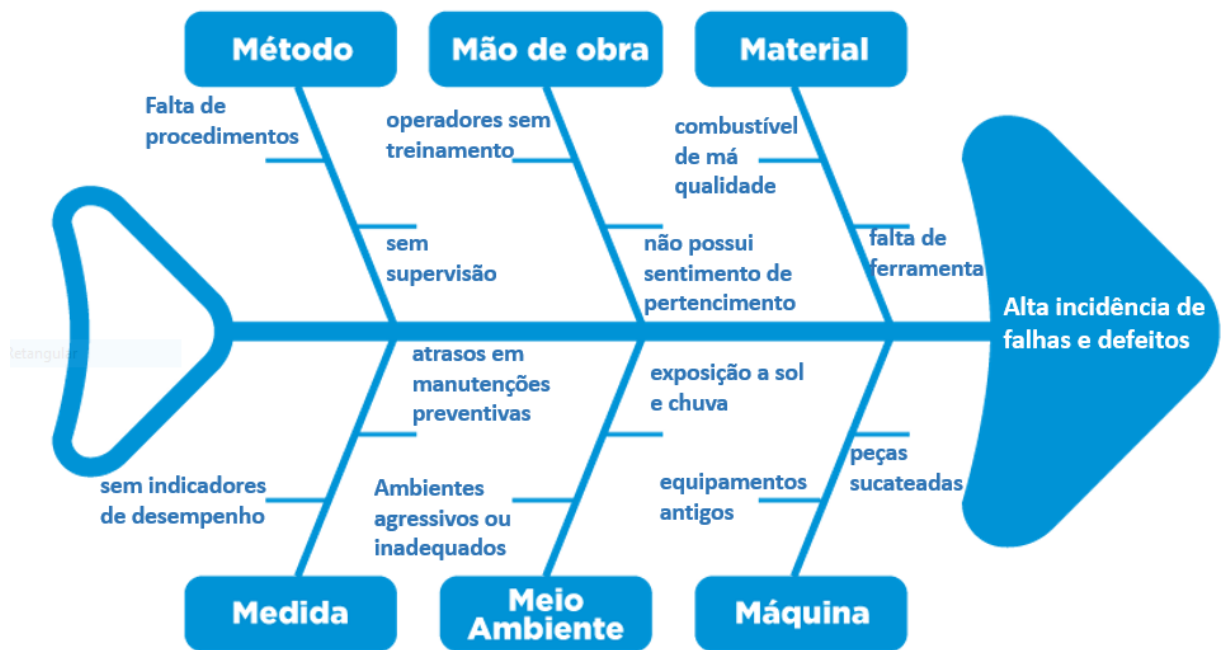 Método
Mão de obra
Material
Falta de
procedimentos
operadores sem
treinamento
combustível
de má
qualidade
sem
supervisão
não possui
sentimento de
pertencimento
falta de
ferramenta
Alta incidência de
falhas e defeitos
Retangular
atrasos em
manutenções
preventivas
exposição a sol
e chuva
sem indicadores
de desempenho
Ambientes
agressivos ou
inadequados
equipamentos
antigos
peças
sucateadas
Medida
Meio
Ambiente
Máquina